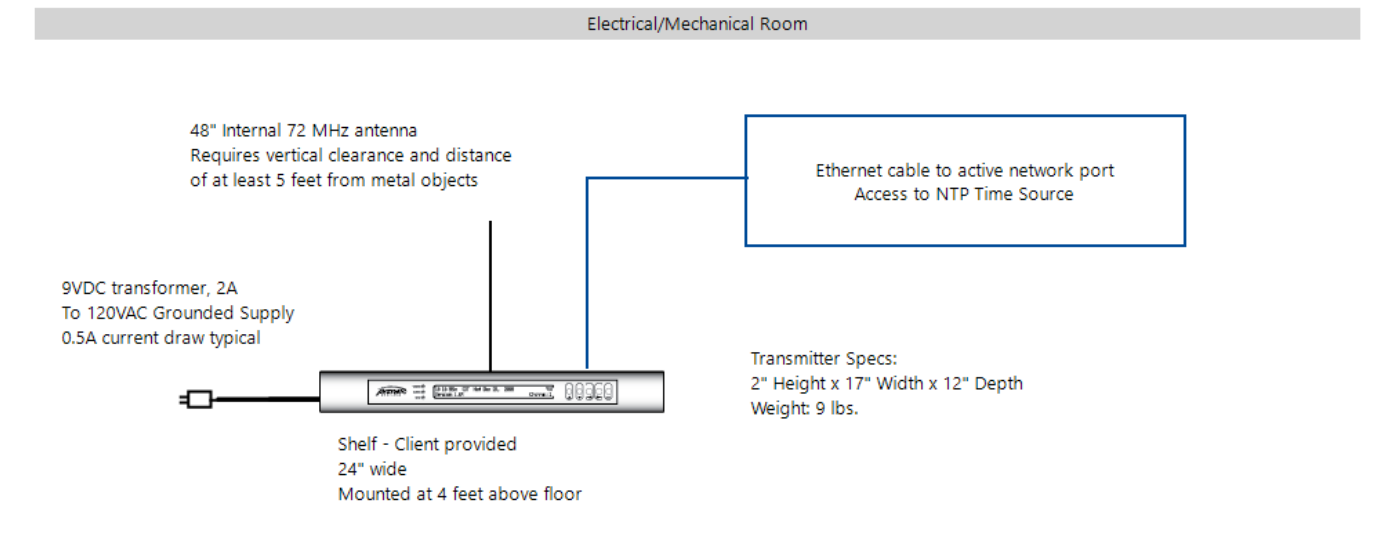 Electrical/Mechanical Room
48" Internal 72 MHz antenna
Requires vertical clearance and distance
of at least 5 feet from metal objects
Ethernet cable to active network port
Access to NTP Time Source
9VDC transformer, 2A
To 120VAC Grounded Supply
0.5A current draw typical
Transmitter Specs:
2" Height x 17" Width x 12" Depth
Weight: 9 lbs.
Shelf - Client provided
24" wide
Mounted at 4 feet above floor